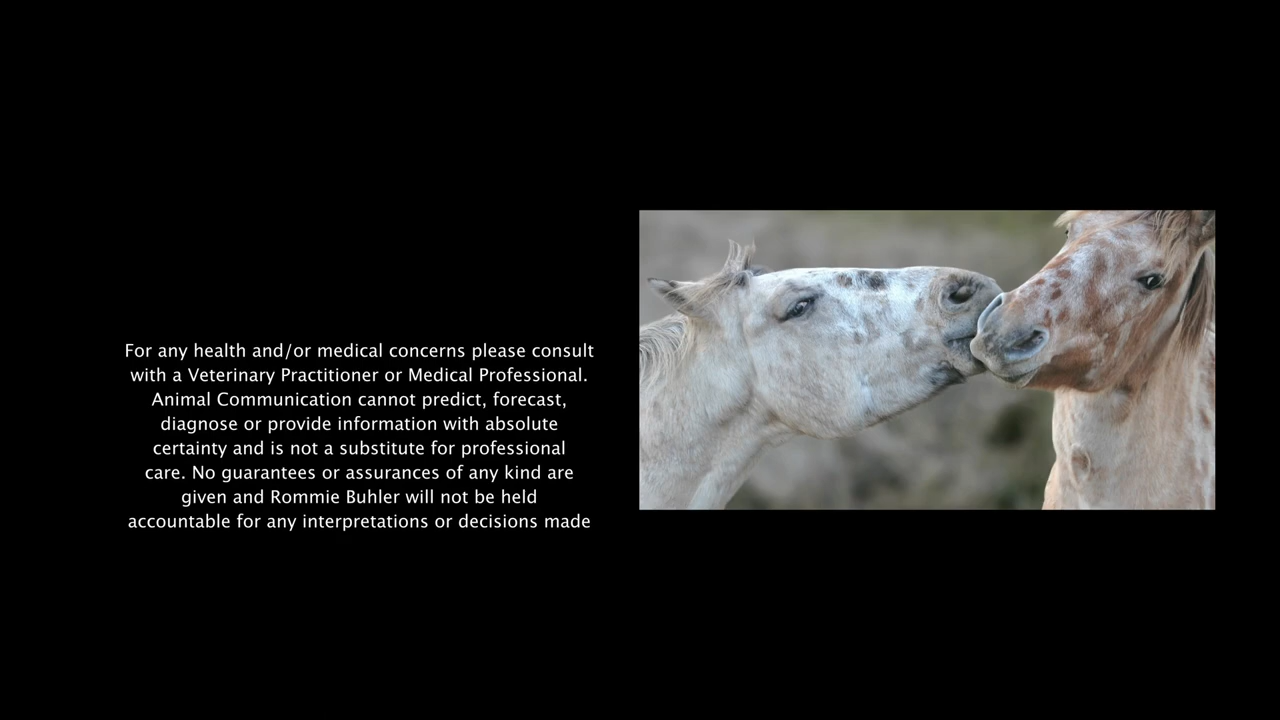 For any health and/or medical concerns please consult
with a Veterinary Practitioner or Medical Professional.
Animal Communication cannot predict, forecast,
diagnose or provide information with absolute
certainty and is not a substitute for professional
care. No guarantees or assurances of any kind are
given and Rommie Buhler will not be held
accountable for any interpretations or decisions made